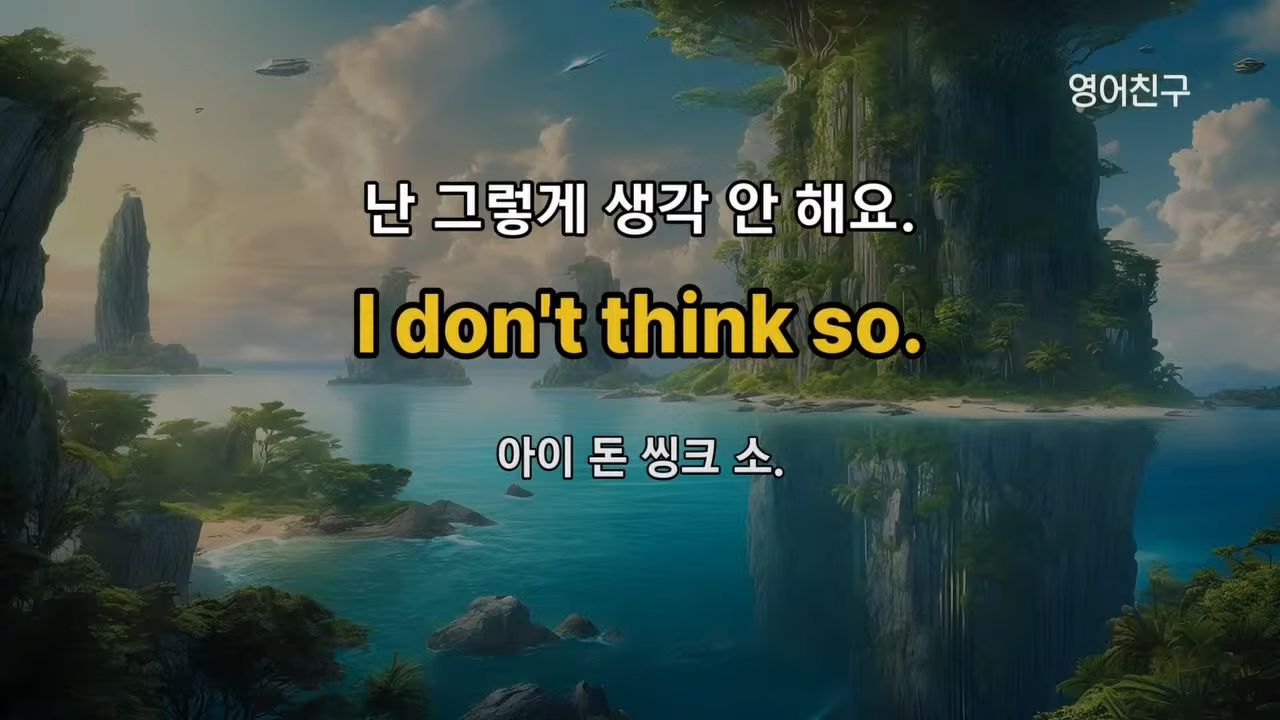 영어친구
난 그렇게 생각 안 해요.
I don't think so.
아이 돈 씽크 소.